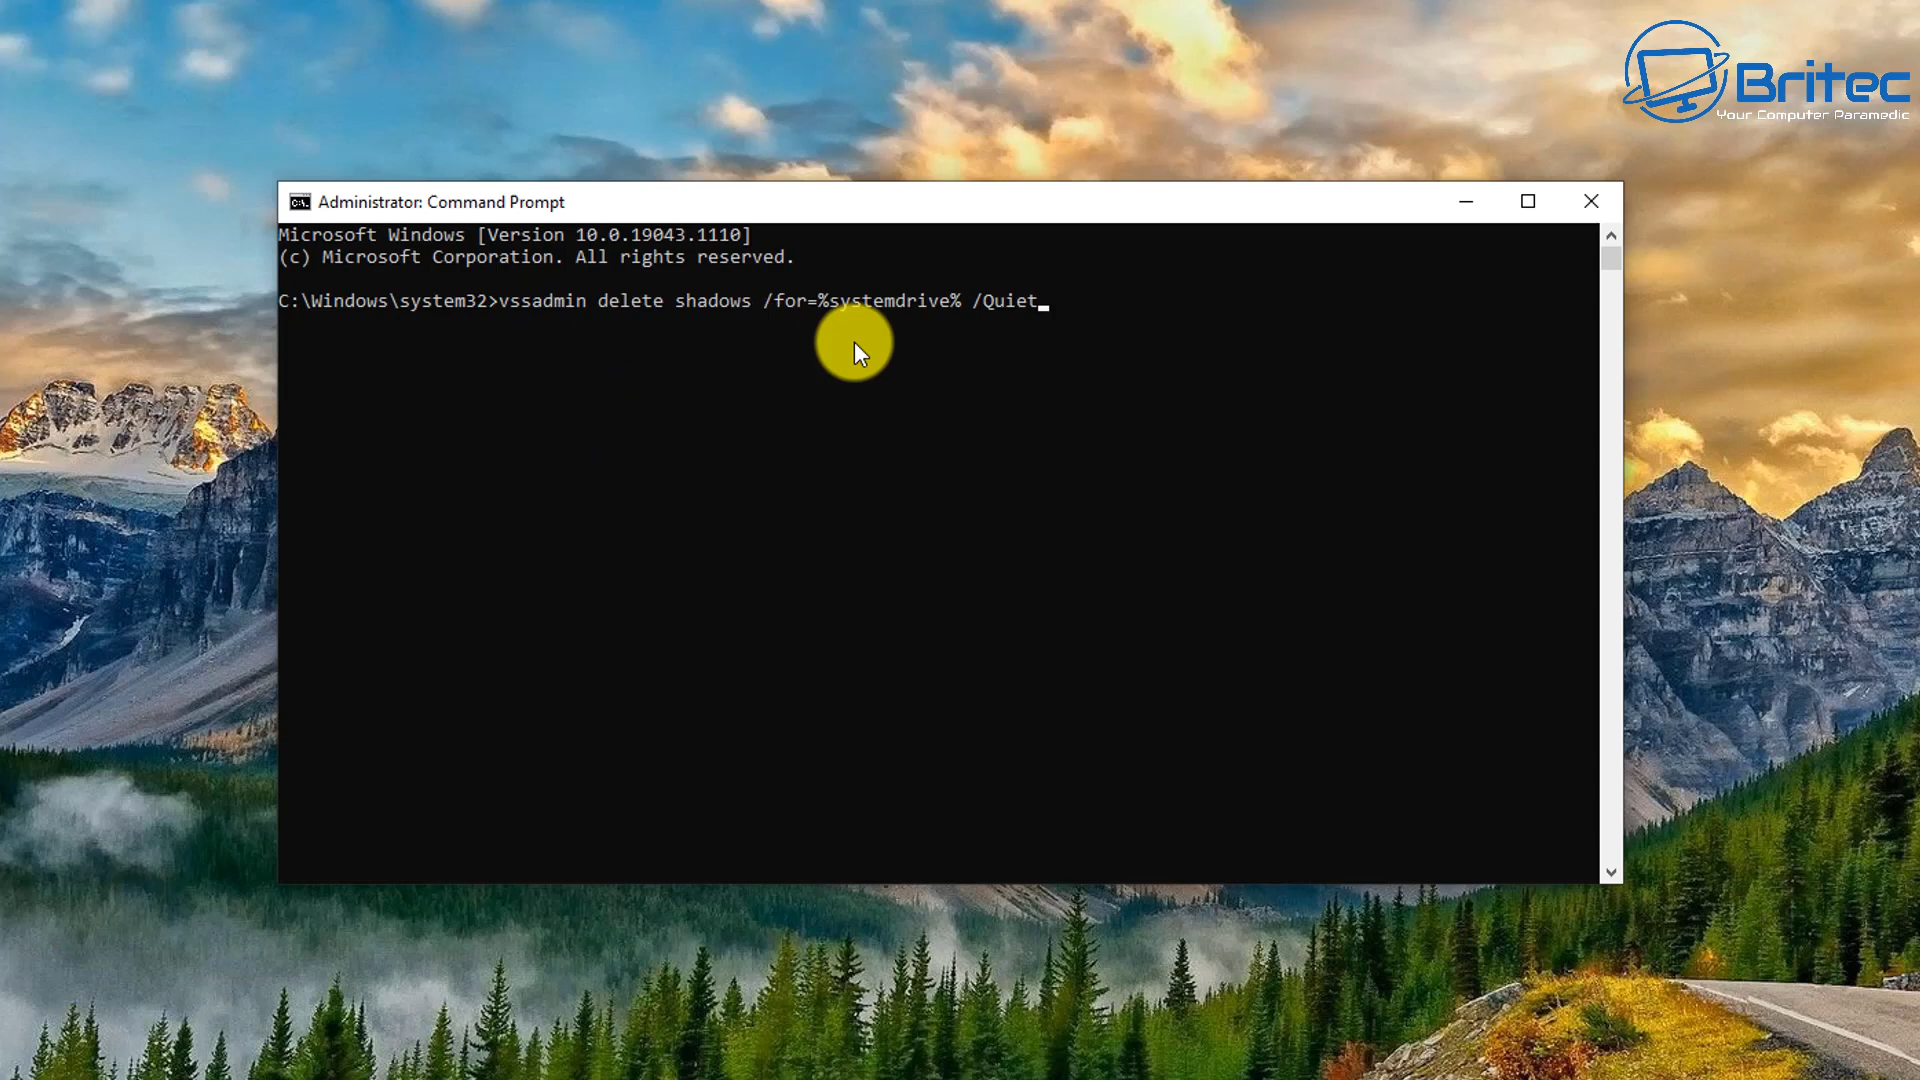 Britec
Your Computer Paramedic
Administrator: Command Prompt
Microsoft Windows [Version 10.0.19043.1110]
(c) Microsoft Corporation. All rights reserved.
C:\Windows\system32>vssadmin delete shadows /for=%systemdrive% /Quiet